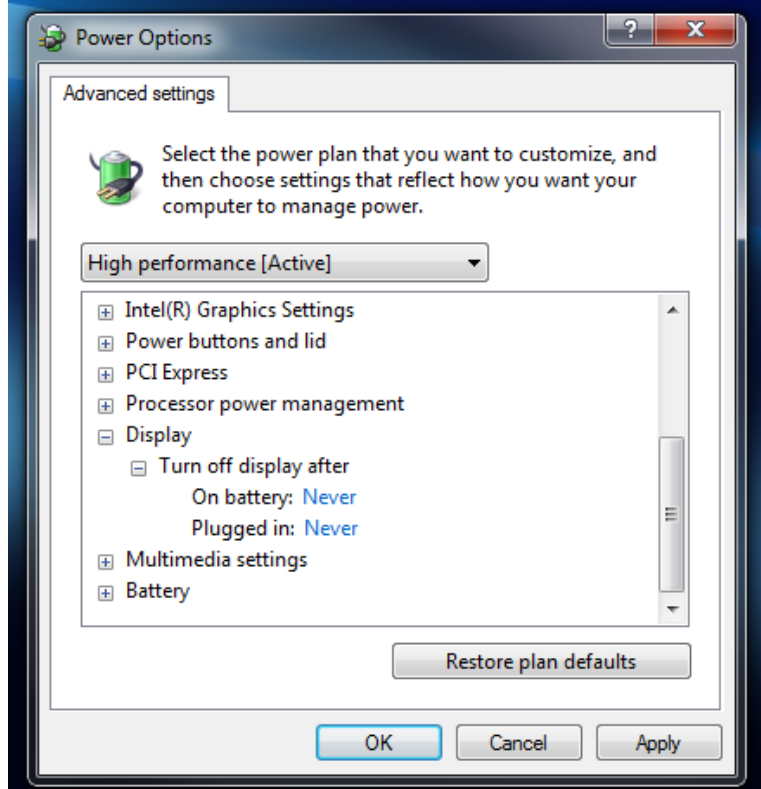 Power Options
?
X
Advanced settings
Select the power plan that you want to customize, and
then choose settings that reflect how you want your
computer to manage power.
High performance [Active]
Intel(R) Graphics Settings
Power buttons and lid
PCI Express
Processor power management
Display
Turn off display after
On battery: Never
Plugged in: Never
Multimedia settings
Battery
Restore plan defaults
OK Cancel Apply